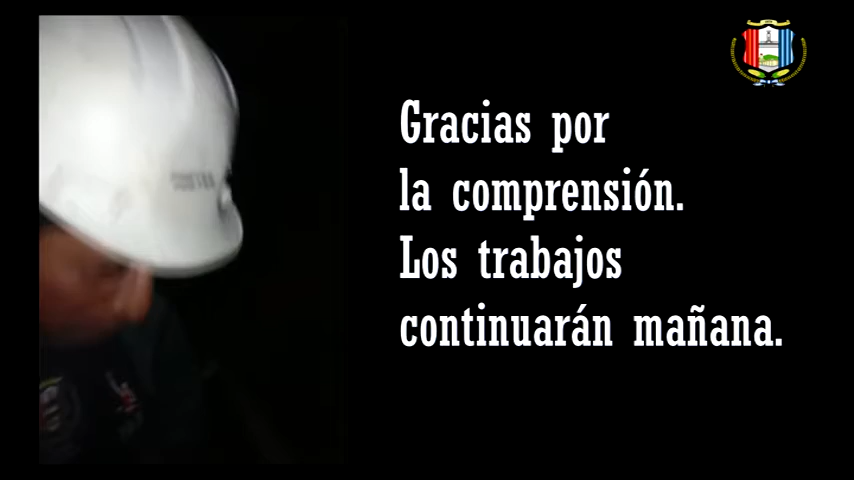 Gracias por
la comprensión.
Los trabajos
continuarán mañana.